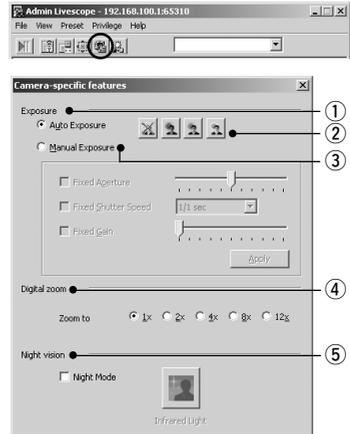 Admin Livescope - 192.168.100.1:65310
File View Preset Privilege Help
Camera-specific features
Exposure ①
Auto Exposure ②
Manual Exposure ③
Fixed Aperture
Fixed Shutter Speed 1/1 sec
Fixed Gain
Apply
Digital zoom ④
Zoom to 1x 2x 4x 8x 12x
Night vision ⑤
Night Mode
Infrared Light